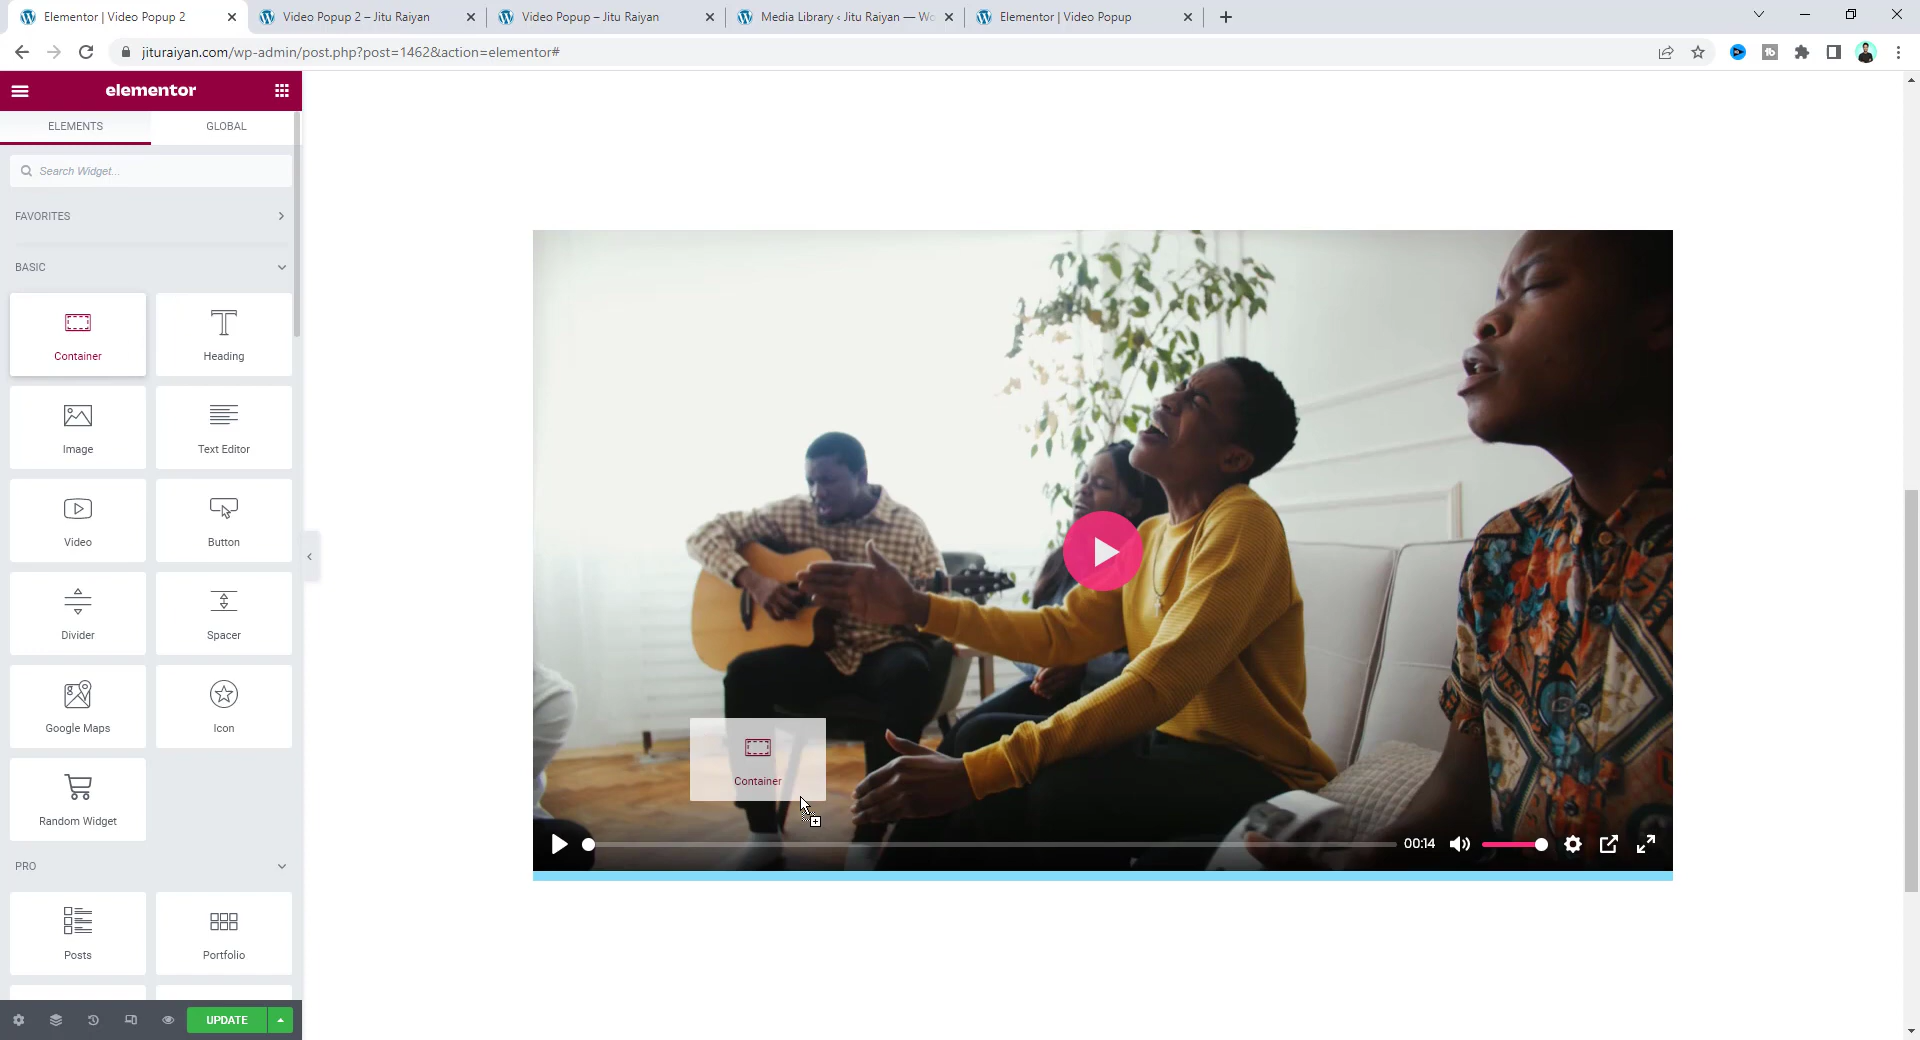 Elementor | Video Popup 2
Video Popup 2 – Jitu Raiyan
Video Popup – Jitu Raiyan
Media Library ‹ Jitu Raiyan — Wo
Elementor | Video Popup
jituraiyan.com/wp-admin/post.php?post=1462&action=elementor#
elementor
ELEMENTS
GLOBAL
Search Widget...
FAVORITES
BASIC
Container
Heading
Image
Text Editor
Video
Button
Divider
Spacer
Google Maps
Icon
Random Widget
PRO
Posts
Portfolio
UPDATE
Container
00:14